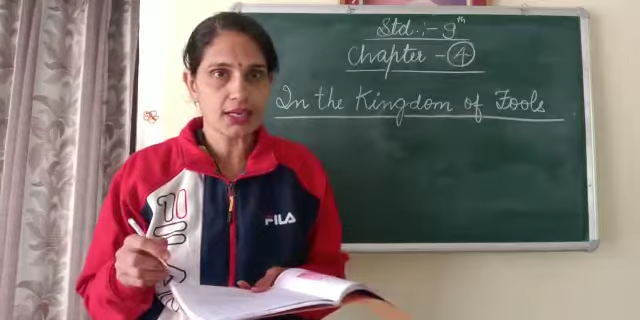 Std :- 9th
Chapter - 4
In the Kingdom of Fools
FILA